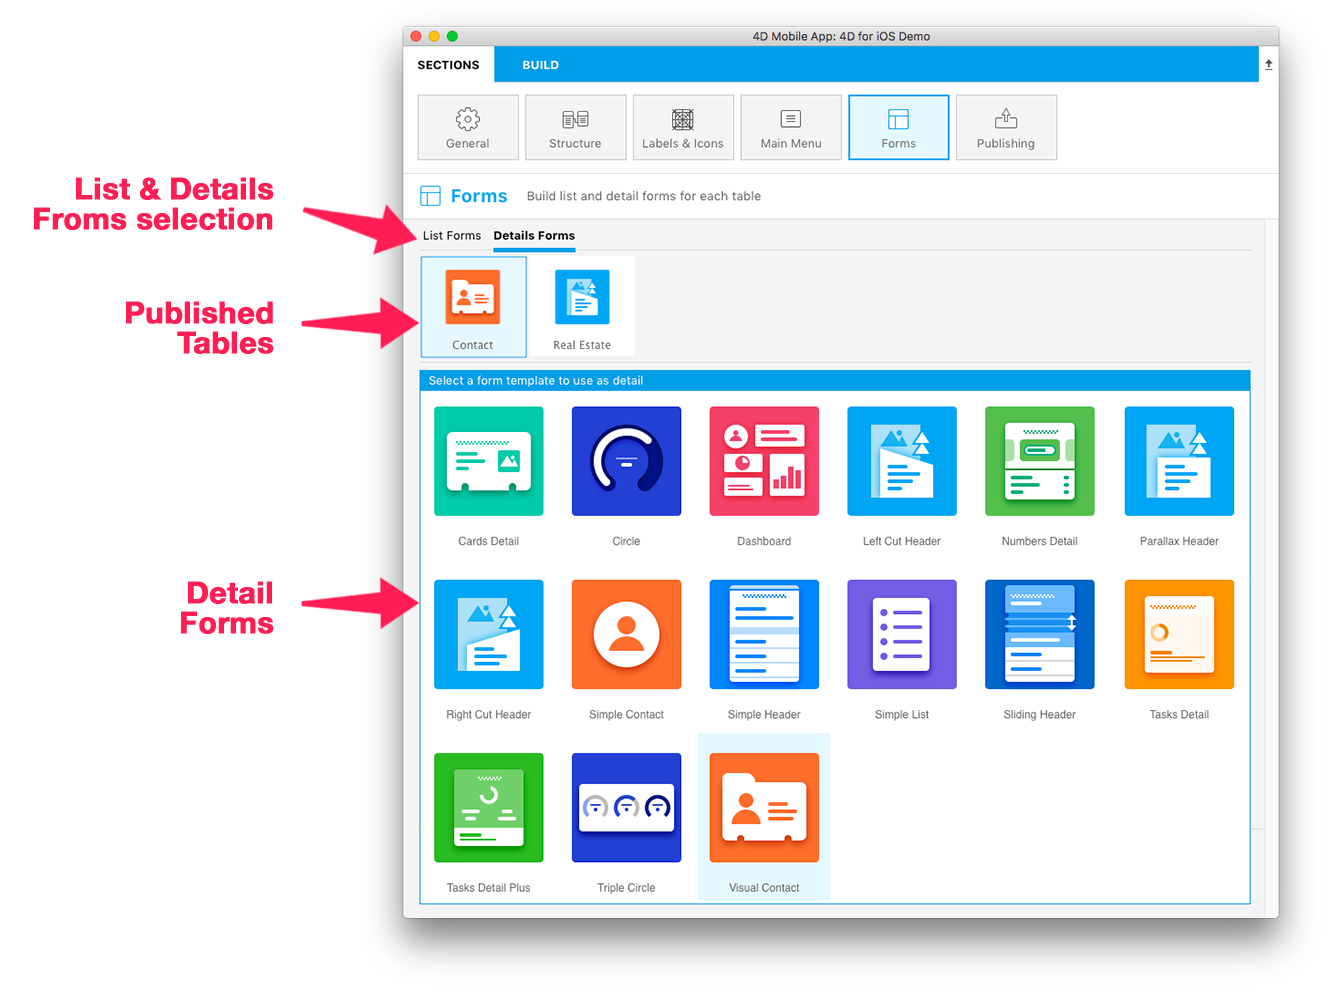 4D Mobile App: 4D for iOS Demo
SECTIONS BUILD
General Structure Labels & Icons Main Menu Forms Publishing
Forms Build list and detail forms for each table
List & Details
Froms selection
List Forms Details Forms
Published
Tables
Contact Real Estate
Select a form template to use as detail
Cards Detail Circle Dashboard Left Cut Header Numbers Detail Parallax Header
Detail
Forms
Right Cut Header Simple Contact Simple Header Simple List Sliding Header Tasks Detail
Tasks Detail Plus Triple Circle Visual Contact